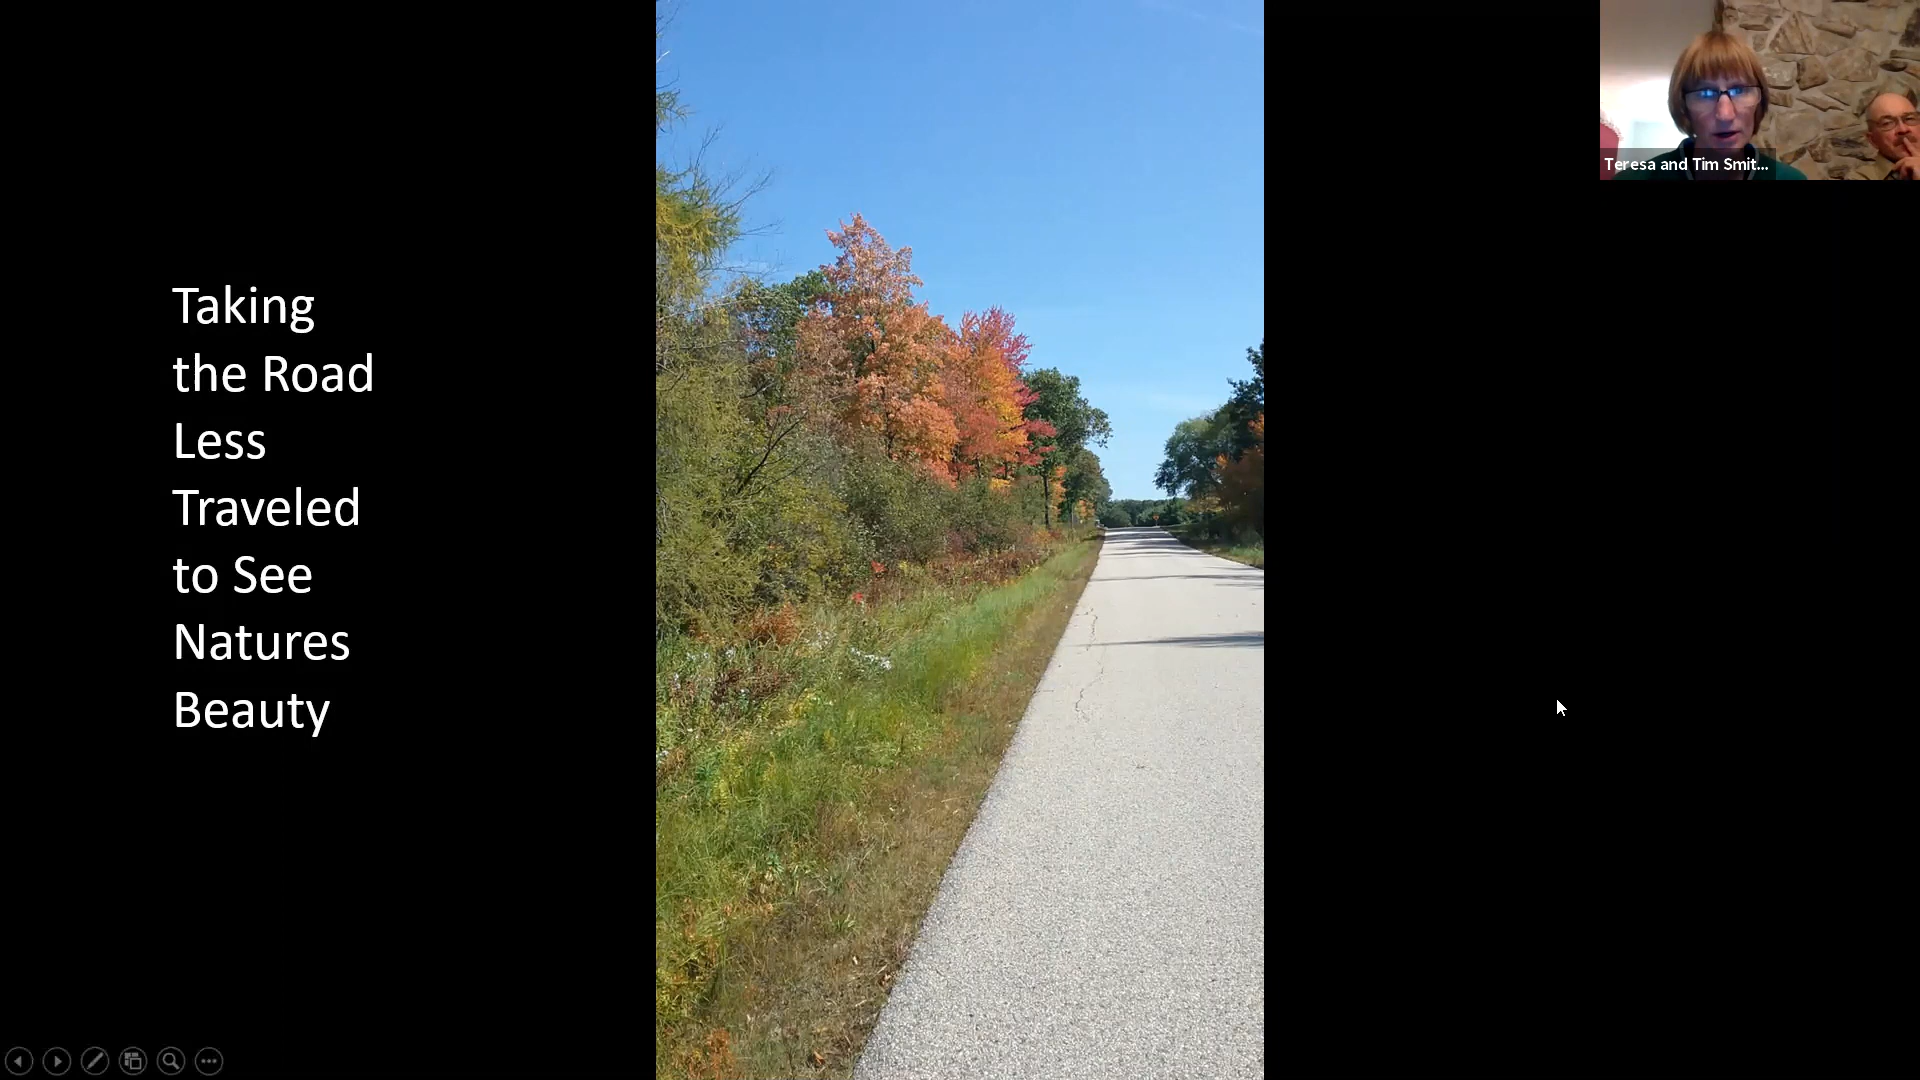 Taking
the Road
Less
Traveled
to See
Natures
Beauty
Teresa and Tim Smit...